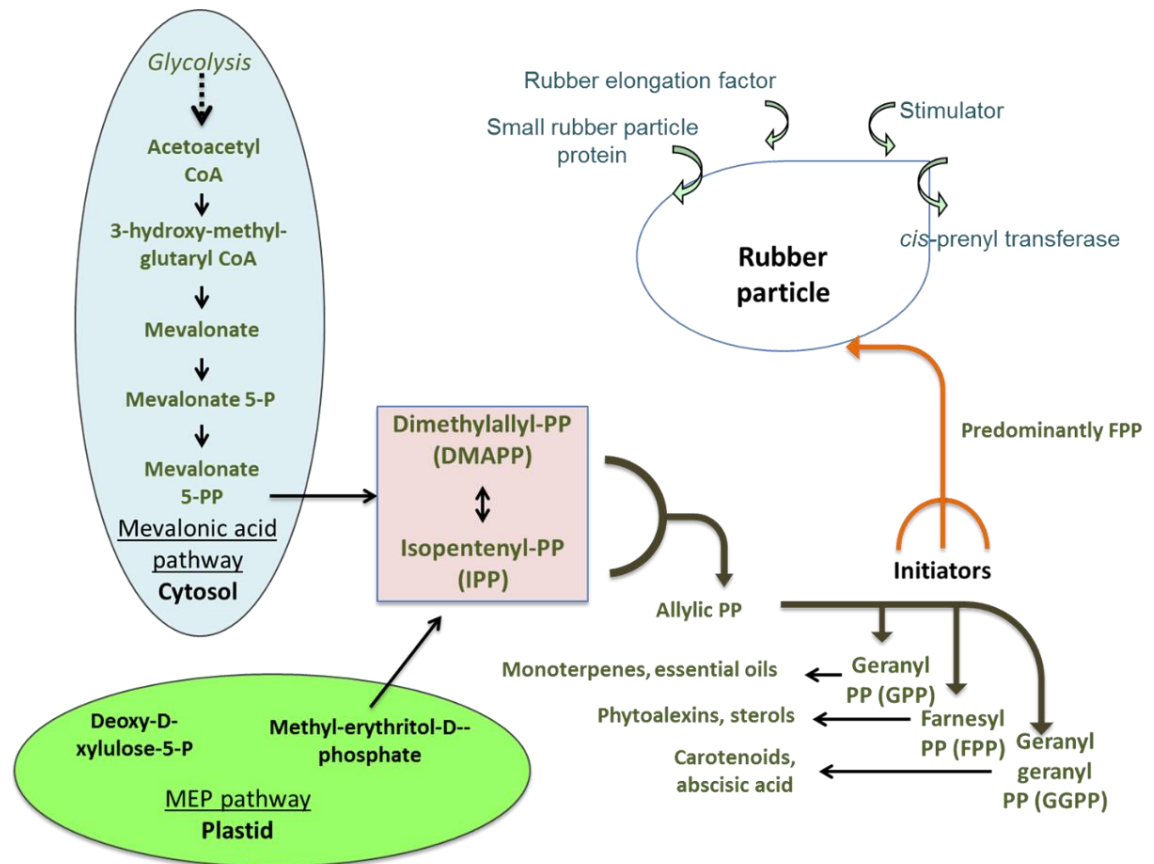 Glycolysis
Acetoacetyl
CoA
3-hydroxy-methyl-
glutaryl CoA
Mevalonate
Mevalonate 5-P
Mevalonate
5-PP
Mevalonic acid
pathway
Cytosol
Rubber elongation factor
Small rubber particle
protein
Stimulator
cis-prenyl transferase
Rubber
particle
Dimethylallyl-PP
(DMAPP)
Isopentenyl-PP
(IPP)
Predominantly FPP
Initiators
Allylic PP
Monoterpenes, essential oils
Geranyl
PP (GPP)
Phytoalexins, sterols
Farnesyl
PP (FPP)
Carotenoids,
abscisic acid
Geranyl
geranyl
PP (GGPP)
Deoxy-D-
xylulose-5-P
Methyl-erythritol-D--
phosphate
MEP pathway
Plastid